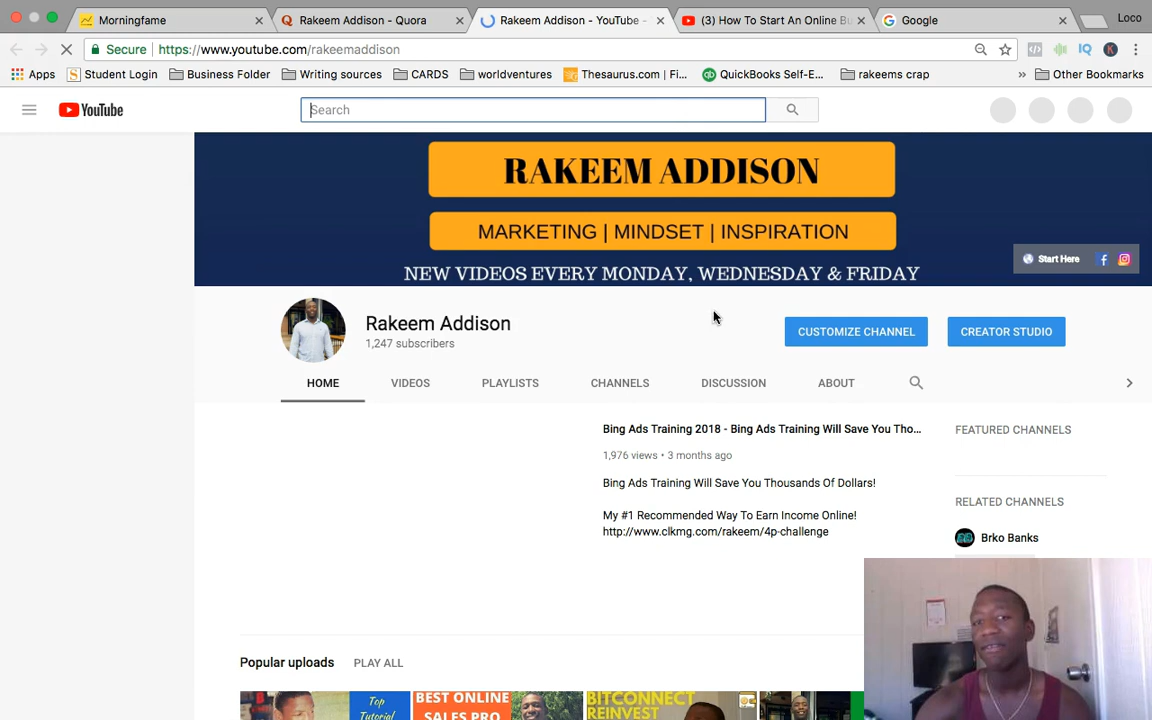 Morningfame
Rakeem Addison - Quora
Rakeem Addison - YouTube -
(3) How To Start An Online Bu
Google
Loco
Secure
https://www.youtube.com/rakeemaddison
IQ
K
Apps
Student Login
Business Folder
Writing sources
CARDS
worldventures
Thesaurus.com | Fi...
QuickBooks Self-E...
rakeems crap
»
Other Bookmarks
YouTube
Search
RAKEEM ADDISON
MARKETING | MINDSET | INSPIRATION
NEW VIDEOS EVERY MONDAY, WEDNESDAY & FRIDAY
Start Here
Rakeem Addison
1,247 subscribers
CUSTOMIZE CHANNEL
CREATOR STUDIO
HOME
VIDEOS
PLAYLISTS
CHANNELS
DISCUSSION
ABOUT
Bing Ads Training 2018 - Bing Ads Training Will Save You Tho...
1,976 views • 3 months ago
Bing Ads Training Will Save You Thousands Of Dollars!
My #1 Recommended Way To Earn Income Online!
http://www.clkmg.com/rakeem/4p-challenge
FEATURED CHANNELS
RELATED CHANNELS
Brko Banks
Popular uploads
PLAY ALL
Top
Tutorial
BEST ONLINE
SALES PRO
BITCONNECT
REINVEST